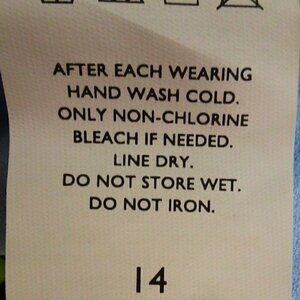 AFTER EACH WEARING
HAND WASH COLD.
ONLY NON-CHLORINE
BLEACH IF NEEDED.
LINE DRY.
DO NOT STORE WET.
DO NOT IRON.
14